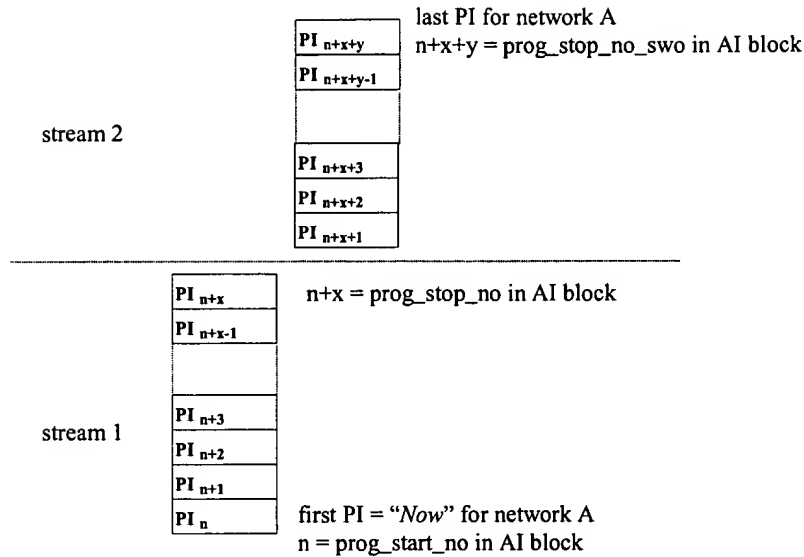 last PI for network A
PI n+x+y
n+x+y = prog_stop_no_swo in AI block
PI n+x+y-1
stream 2
PI n+x+3
PI n+x+2
PI n+x+1
PI n+x
n+x = prog_stop_no in AI block
PI n+x-1
PI n+3
stream 1
PI n+2
PI n+1
PI n
first PI = “Now” for network A
n = prog_start_no in AI block